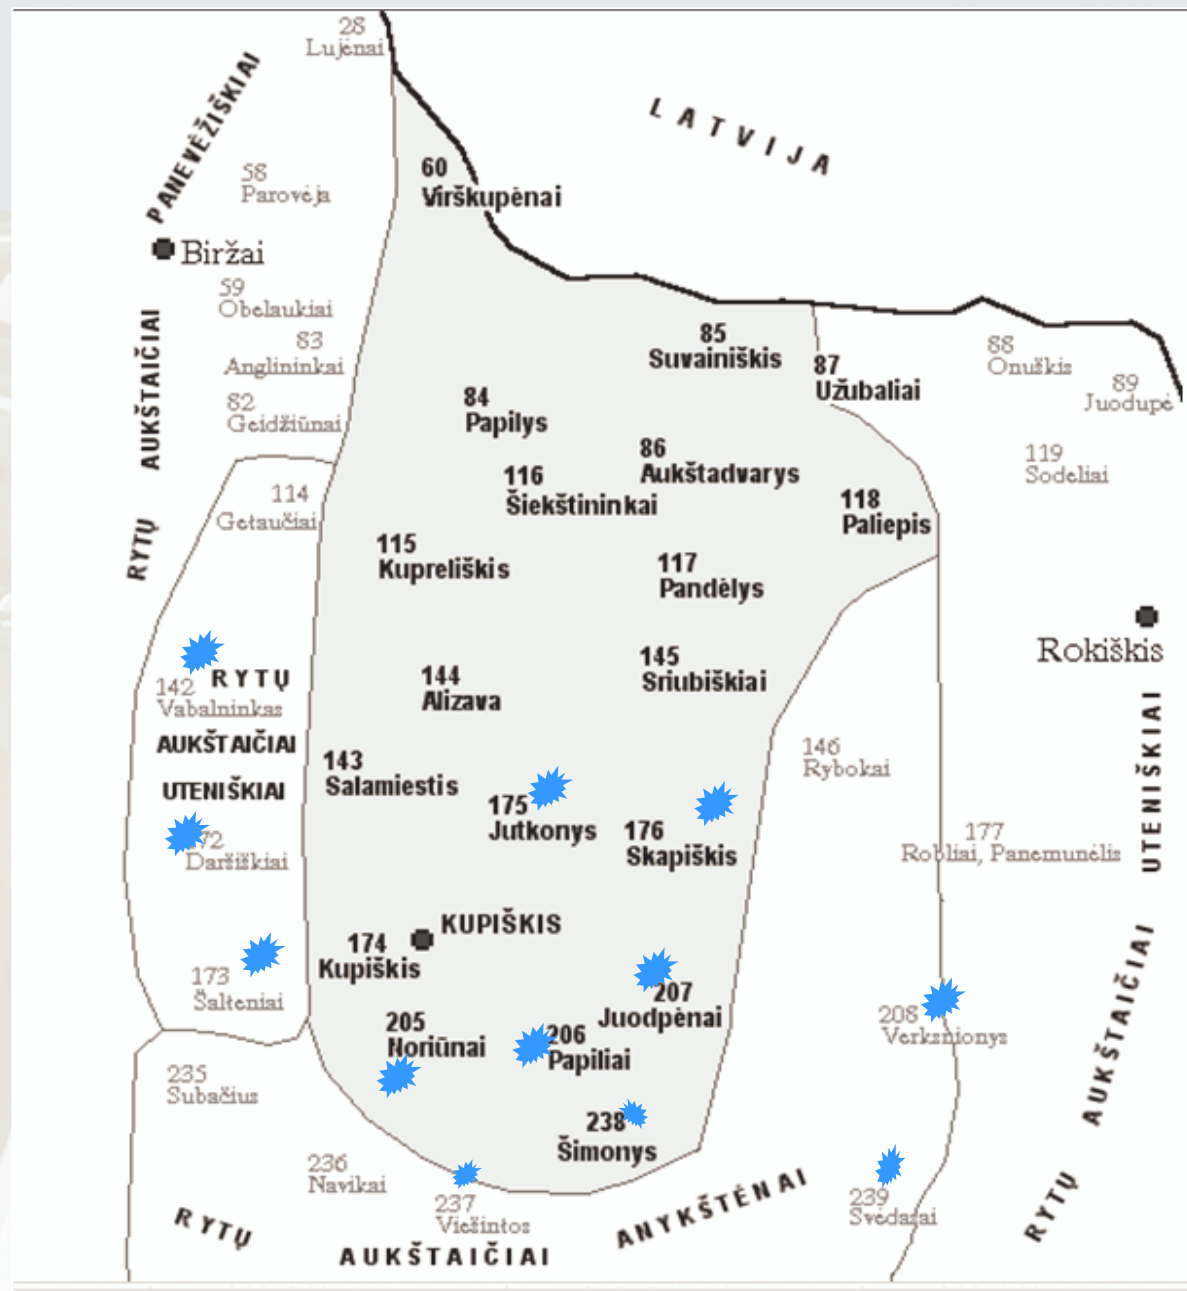 28
Lujėnai
PANEVĖŽIŠKIAI
LATVIJA
60
Virškupėnai
58
Parovėja
Biržai
59
Obelaukiai
83
Anglininkai
82
Geidžiūnai
RYTŲ AUKŠTAIČIAI
85
Suvainiškis
87
Užubaliai
88
Onuškis
89
Juodupė
84
Papilys
86
Aukštadvarys
119
Sodeliai
116
Šiekštininkai
118
Paliepis
114
Getaučiai
115
Kupreliškis
117
Pandėlys
Rokiškis
142
Vabalninkas
RYTŲ
AUKŠTAIČIAI
UTENIŠKIAI
144
Alizava
145
Sriubiškiai
143
Salamiestis
146
Rybokai
175
Jutkonys
176
Skapiškis
72
Daršiškiai
177
Robliai, Panemunėlis
UTENIŠKIAI
KUPIŠKIS
174
Kupiškis
173
Šalteniai
207
Juodpėnai
208
Verksnionys
205
Noriūnai
206
Papiliai
235
Subačius
238
Šimonys
236
Navikai
237
Viešintos
239
Svėdasai
RYTŲ AUKŠTAIČIAI
ANYKŠTĖNAI
RYTŲ AUKŠTAIČIAI